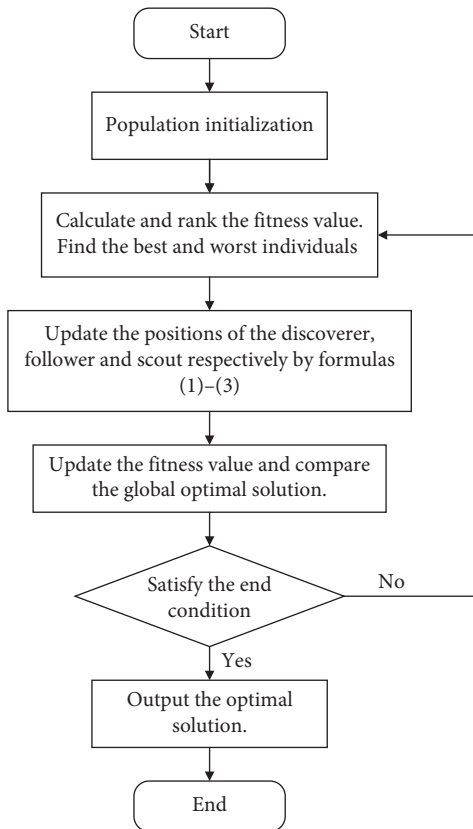 Start
Population initialization
Calculate and rank the fitness value.
Find the best and worst individuals
Update the positions of the discoverer,
follower and scout respectively by formulas
(1)–(3)
Update the fitness value and compare
the global optimal solution.
Satisfy the end
condition
No
Yes
Output the optimal
solution.
End